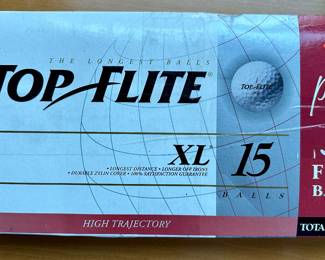 THE LONGEST BALLS
TOP FLITE®
TOP FLITE
XL 15
BALLS
• LONGEST DISTANCE • LONGER OFF IRONS
• DURABLE ZYLIN COVER • 100% SATISFACTION GUARANTEE
HIGH TRAJECTORY
TOTAL